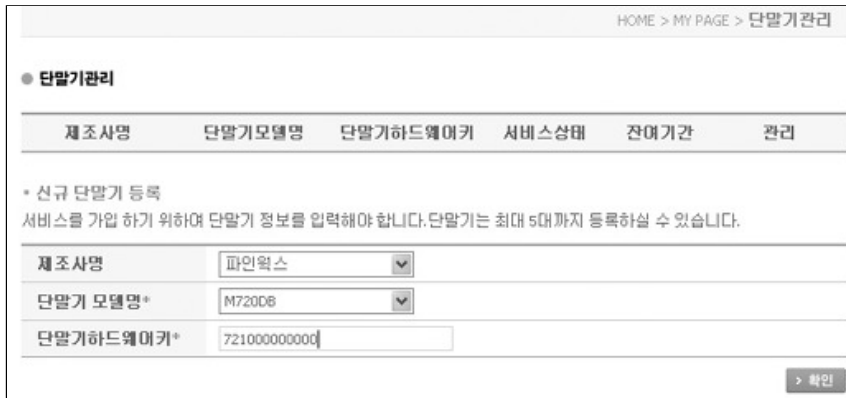 HOME > MY PAGE > 단말기관리
단말기관리
제조사명 단말기모델명 단말기하드웨어키 서비스상태 잔여기간 관리
* 신규 단말기 등록
서비스를 가입 하기 위하여 단말기 정보를 입력해야 합니다.단말기는 최대 5대까지 등록하실 수 있습니다.
제조사명 파인웍스
단말기 모델명* M720DB
단말기하드웨어키* 721000000000
> 확인